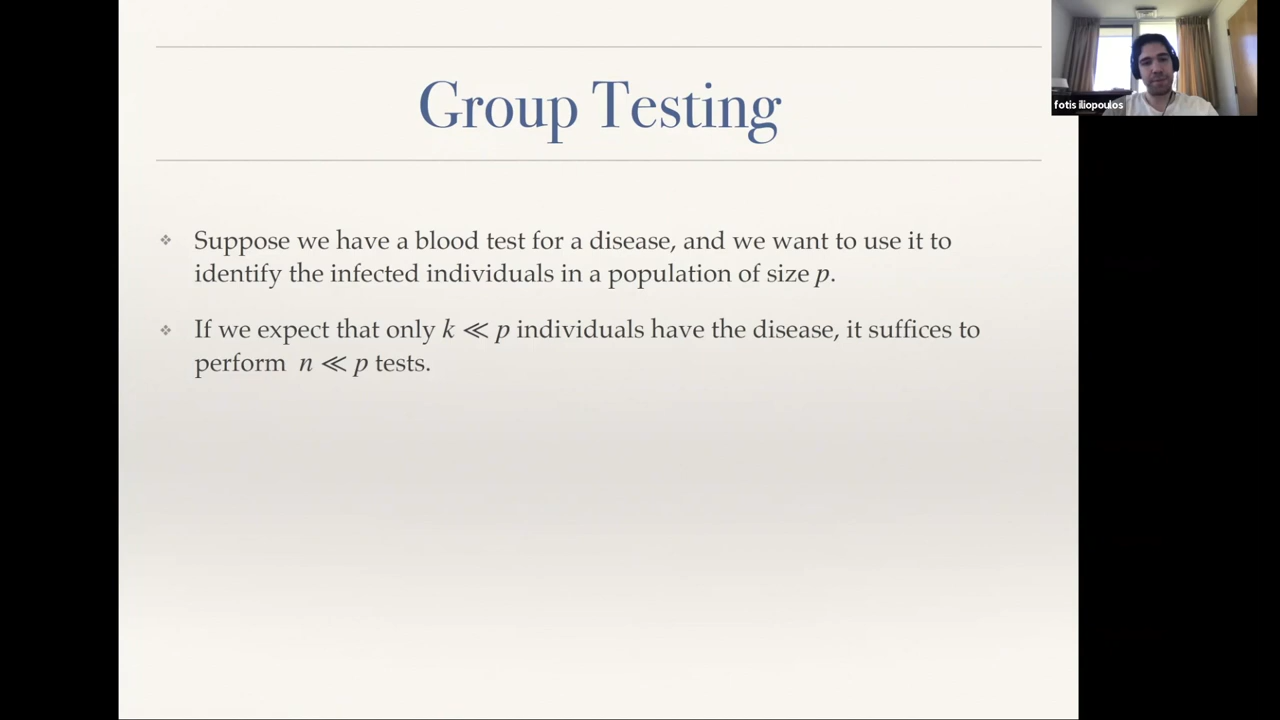 Group Testing
fotis iliopoulos
❖ Suppose we have a blood test for a disease, and we want to use it to
identify the infected individuals in a population of size p.
❖ If we expect that only k ≪ p individuals have the disease, it suffices to
perform n ≪ p tests.